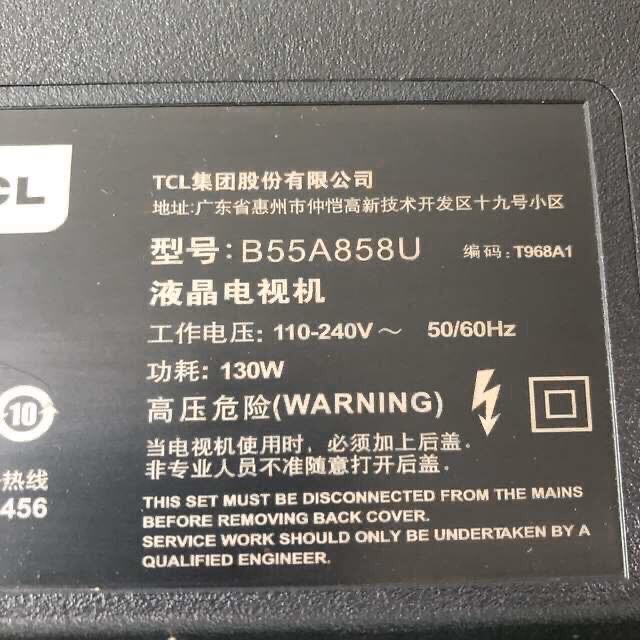 CL
TCL集团股份有限公司
地址:广东省惠州市仲恺高新技术开发区十九号小区
型号: B55A858U 编码: T968A1
液晶电视机
工作电压: 110-240V～ 50/60Hz
功耗: 130W
高压危险(WARNING)
10
当电视机使用时，必须加上后盖.
非专业人员不准随意打开后盖.
热线
456
THIS SET MUST BE DISCONNECTED FROM THE MAINS
BEFORE REMOVING BACK COVER.
SERVICE WORK SHOULD ONLY BE UNDERTAKEN BY A
QUALIFIED ENGINEER.